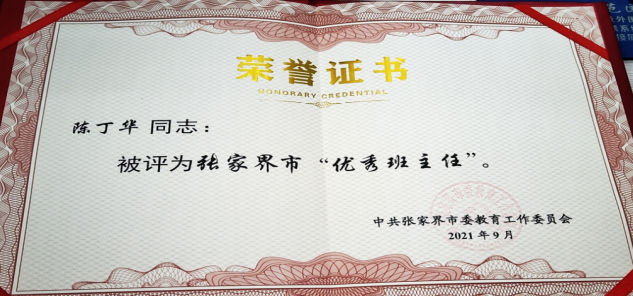 荣誉证书
HONORARY CREDENTIAL
陈丁华 同志：
被评为张家界市“优秀班主任”。
中共张家界市委教育工作委员会
2021 年 9 月